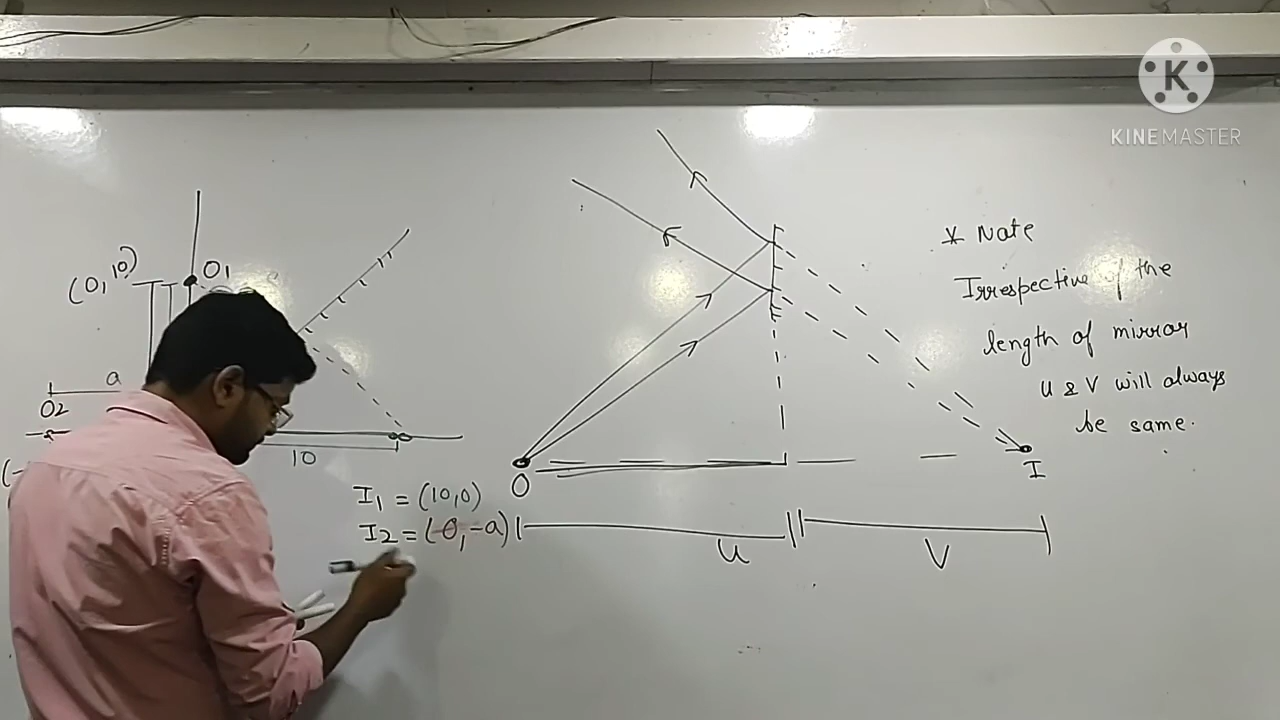 K
KINEMASTER
(0, 10)
O1
a
O2
(-
10
I1 = (10,0)
I2 = (0, -a)
O
I
U
V
* Note
Irrespective of the
length of mirror
U & V will always
be same.